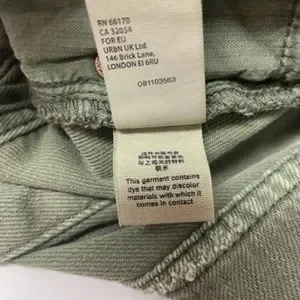 RN 66170
CA 32054
FOR EU
URBN UK Ltd
146 Brick Lane,
LONDON E1 6RU
OB1103563
This garment contains
dye that may discolor
materials with which it
comes in contact